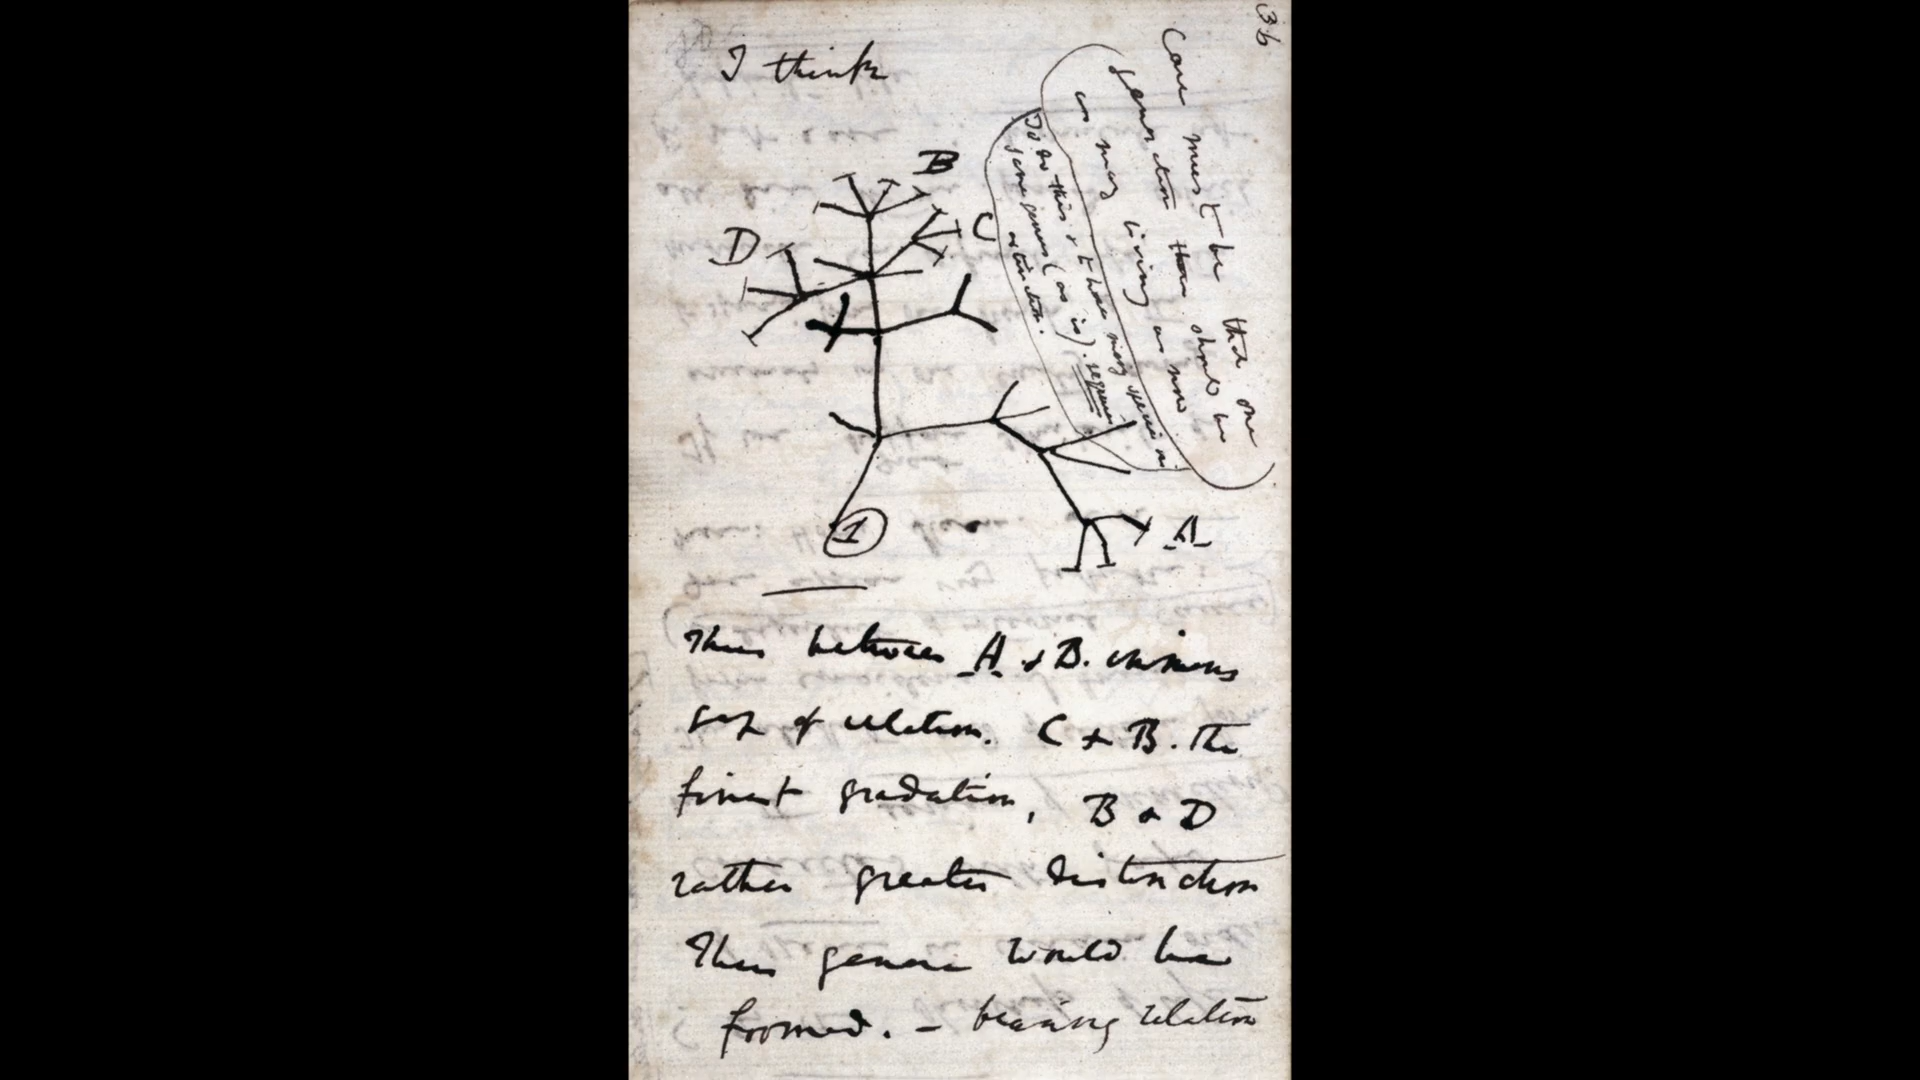 36
I think
Case must be that one
generation then should be
as many living as now
To do this & to have many species in
same genus (as is). requires
extinction.
B
C
D
A
1
Thus between A & B. immens
gap of relation. C & B. the
finest gradation, B & D
rather greater distinction
Thus genera would be
formed. — bearing relation